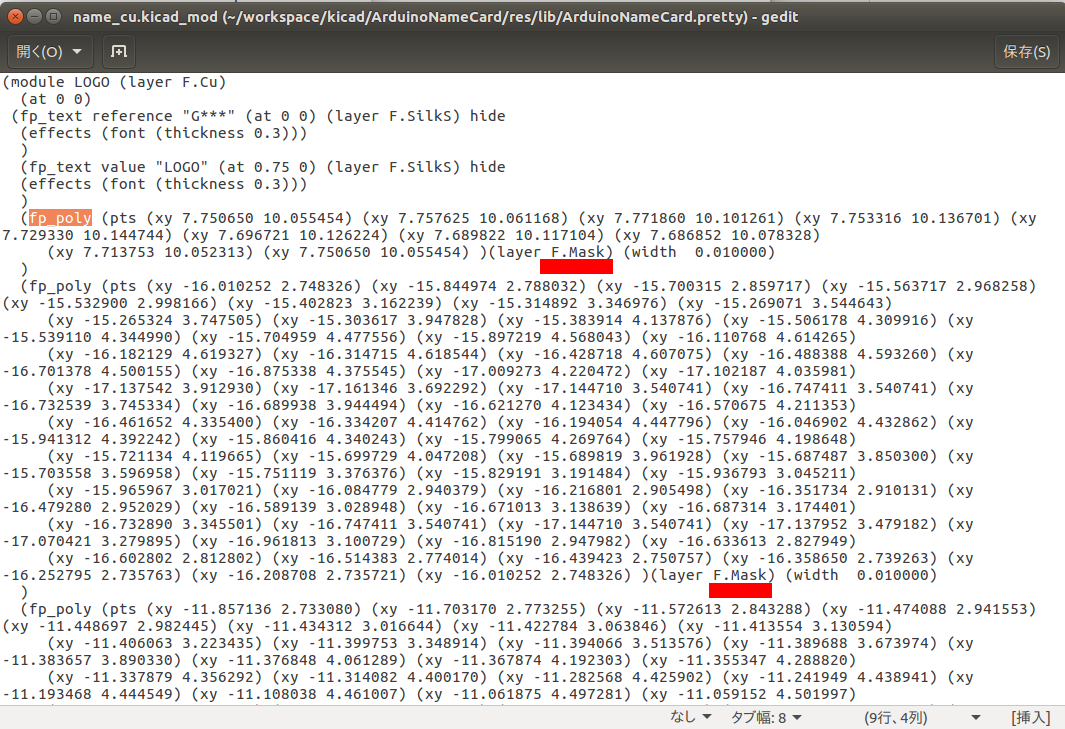 name_cu.kicad_mod (~/workspace/kicad/ArduinoNameCard/res/lib/ArduinoNameCard.pretty) - gedit
開く(O)
保存(S)
(module LOGO (layer F.Cu)
  (at 0 0)
 (fp_text reference "G***" (at 0 0) (layer F.SilkS) hide
  (effects (font (thickness 0.3)))
  )
  (fp_text value "LOGO" (at 0.75 0) (layer F.SilkS) hide
  (effects (font (thickness 0.3)))
  )
  (fp_poly (pts (xy 7.750650 10.055454) (xy 7.757625 10.061168) (xy 7.771860 10.101261) (xy 7.753316 10.136701) (xy
7.729330 10.144744) (xy 7.696721 10.126224) (xy 7.689822 10.117104) (xy 7.686852 10.078328)
     (xy 7.713753 10.052313) (xy 7.750650 10.055454) )(layer F.Mask) (width  0.010000)
  )
  (fp_poly (pts (xy -16.010252 2.748326) (xy -15.844974 2.788032) (xy -15.700315 2.859717) (xy -15.563717 2.968258)
(xy -15.532900 2.998166) (xy -15.402823 3.162239) (xy -15.314892 3.346976) (xy -15.269071 3.544643)
     (xy -15.265324 3.747505) (xy -15.303617 3.947828) (xy -15.383914 4.137876) (xy -15.506178 4.309916) (xy
-15.539110 4.344990) (xy -15.704959 4.477556) (xy -15.897219 4.568043) (xy -16.110768 4.614265)
     (xy -16.182129 4.619327) (xy -16.314715 4.618544) (xy -16.428718 4.607075) (xy -16.488388 4.593260) (xy
-16.701378 4.500155) (xy -16.875338 4.375545) (xy -17.009273 4.220472) (xy -17.102187 4.035981)
     (xy -17.137542 3.912930) (xy -17.161346 3.692292) (xy -17.144710 3.540741) (xy -16.747411 3.540741) (xy
-16.732539 3.745334) (xy -16.689938 3.944494) (xy -16.621270 4.123434) (xy -16.570675 4.211353)
     (xy -16.461652 4.335400) (xy -16.334207 4.414762) (xy -16.194054 4.447796) (xy -16.046902 4.432862) (xy
-15.941312 4.392242) (xy -15.860416 4.340243) (xy -15.799065 4.269764) (xy -15.757946 4.198648)
     (xy -15.721134 4.119665) (xy -15.699729 4.047208) (xy -15.689819 3.961928) (xy -15.687487 3.850300) (xy
-15.703558 3.596958) (xy -15.751119 3.376376) (xy -15.829191 3.191484) (xy -15.936793 3.045211)
     (xy -15.965967 3.017021) (xy -16.084779 2.940379) (xy -16.216801 2.905498) (xy -16.351734 2.910131) (xy
-16.479280 2.952029) (xy -16.589139 3.028948) (xy -16.671013 3.138639) (xy -16.687314 3.174401)
     (xy -16.732890 3.345501) (xy -16.747411 3.540741) (xy -17.144710 3.540741) (xy -17.137952 3.479182) (xy
-17.070421 3.279895) (xy -16.961813 3.100729) (xy -16.815190 2.947982) (xy -16.633613 2.827949)
     (xy -16.602802 2.812802) (xy -16.514383 2.774014) (xy -16.439423 2.750757) (xy -16.358650 2.739263) (xy
-16.252795 2.735763) (xy -16.208708 2.735721) (xy -16.010252 2.748326) )(layer F.Mask) (width  0.010000)
  )
  (fp_poly (pts (xy -11.857136 2.733080) (xy -11.703170 2.773255) (xy -11.572613 2.843288) (xy -11.474088 2.941553)
(xy -11.448697 2.982445) (xy -11.434312 3.016644) (xy -11.422784 3.063846) (xy -11.413554 3.130594)
     (xy -11.406063 3.223435) (xy -11.399753 3.348914) (xy -11.394066 3.513576) (xy -11.389688 3.673974) (xy
-11.383657 3.890330) (xy -11.376848 4.061289) (xy -11.367874 4.192303) (xy -11.355347 4.288820)
     (xy -11.337879 4.356292) (xy -11.314082 4.400170) (xy -11.282568 4.425902) (xy -11.241949 4.438941) (xy
-11.193468 4.444549) (xy -11.108038 4.461007) (xy -11.061875 4.497281) (xy -11.059152 4.501997)
なし タブ幅: 8 (9行、4列) [挿入]